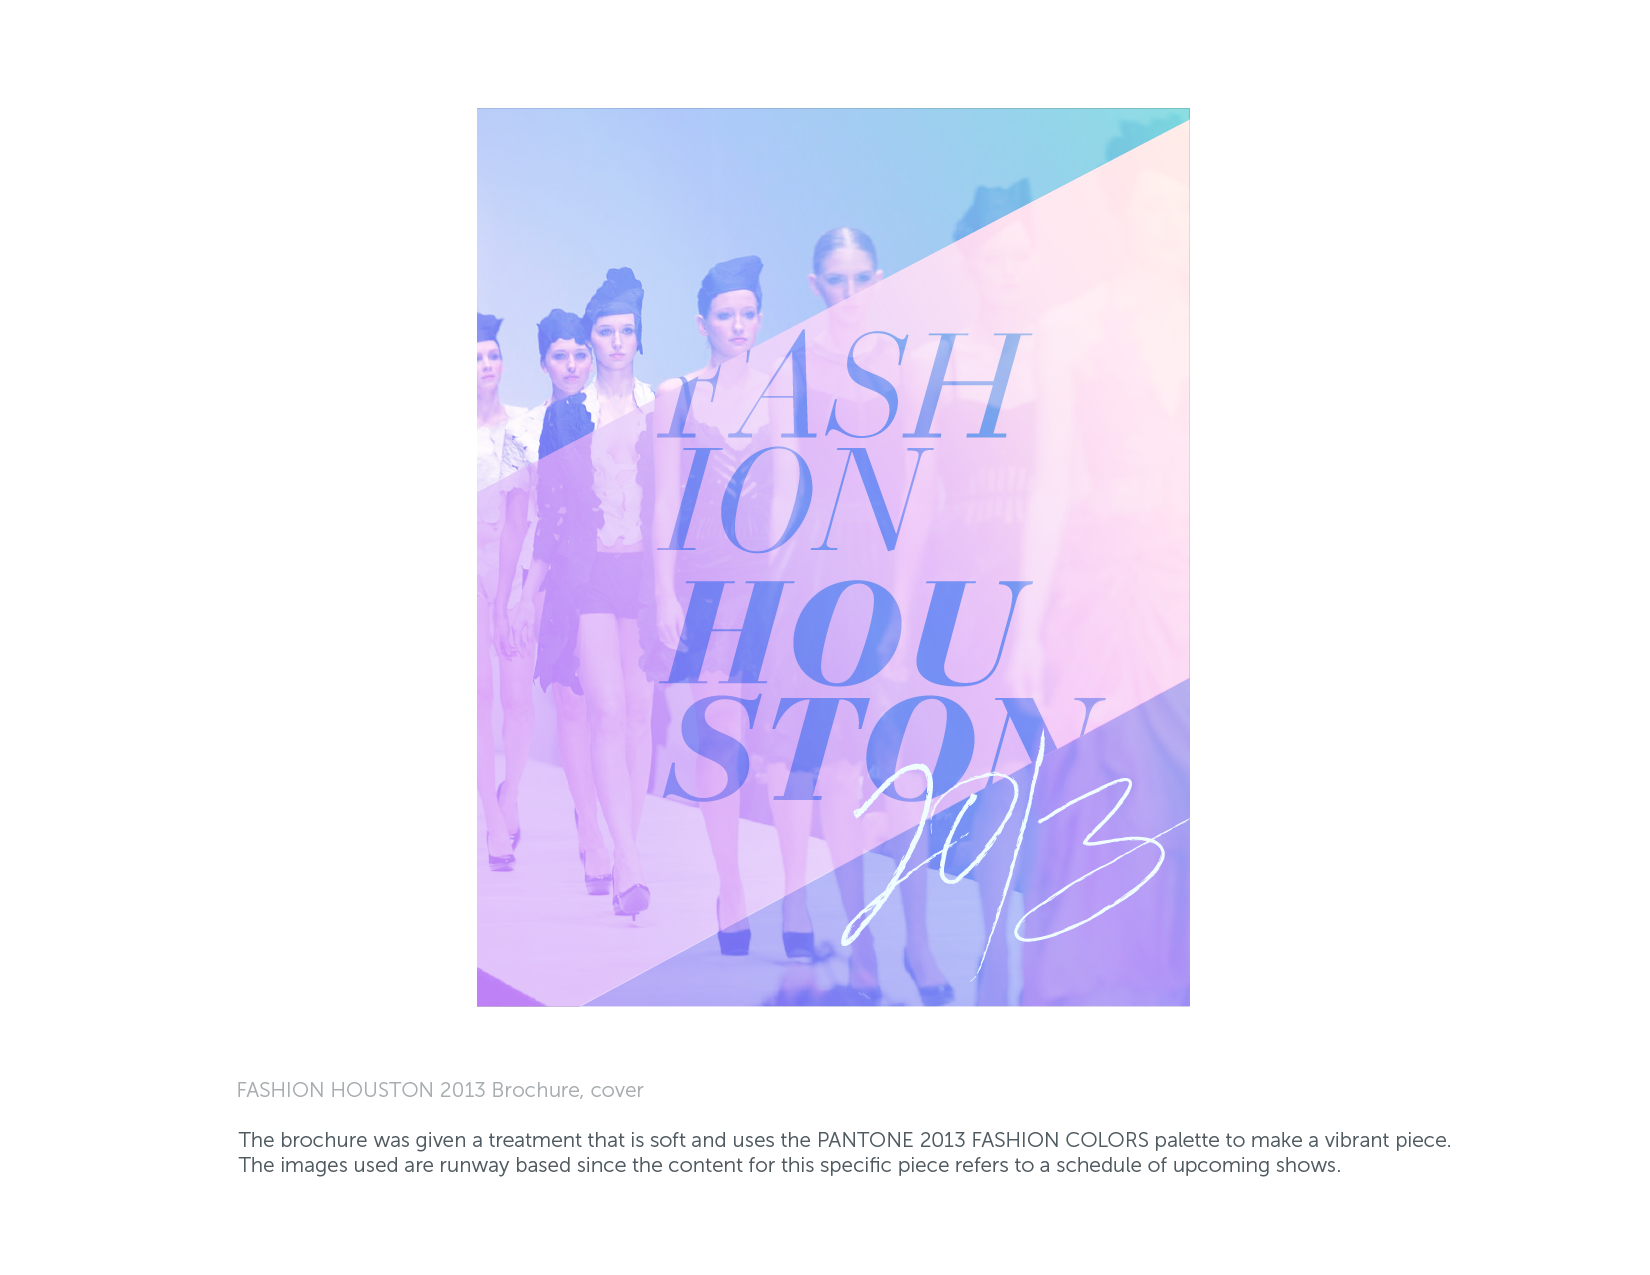 FASH
ION
HOU
STON
2013
FASHION HOUSTON 2013 Brochure, cover
The brochure was given a treatment that is soft and uses the PANTONE 2013 FASHION COLORS palette to make a vibrant piece.
The images used are runway based since the content for this specific piece refers to a schedule of upcoming shows.